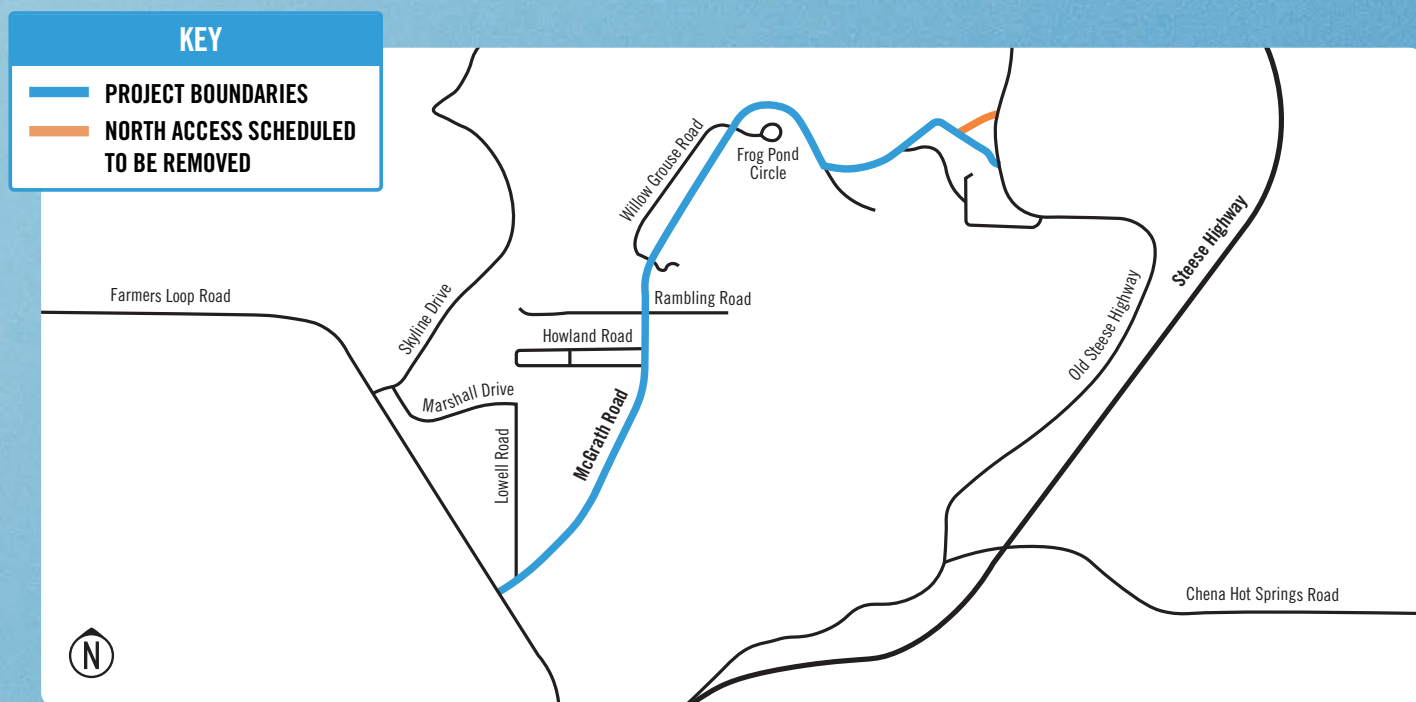 KEY
PROJECT BOUNDARIES
NORTH ACCESS SCHEDULED
TO BE REMOVED
Willow Grouse Road
Frog Pond
Circle
Steese Highway
Farmers Loop Road
Skyline Drive
Rambling Road
Howland Road
Old Steese Highway
Marshall Drive
McGrath Road
Lowell Road
Chena Hot Springs Road
N